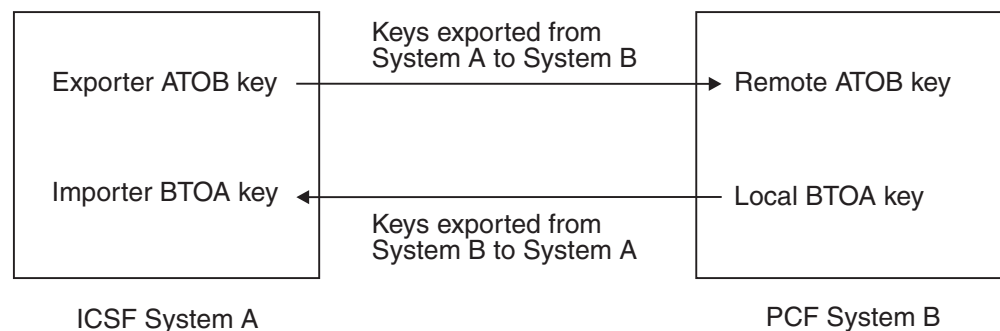 Keys exported from
System A to System B
Exporter ATOB key
Remote ATOB key
Importer BTOA key
Local BTOA key
Keys exported from
System B to System A
ICSF System A
PCF System B